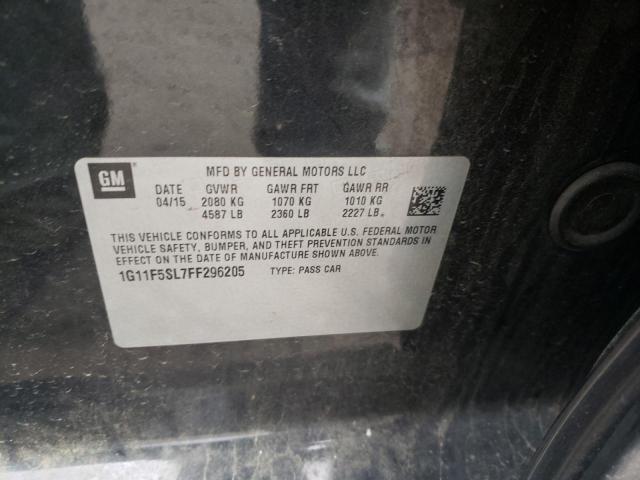 GM
MFD BY GENERAL MOTORS LLC
04/15 GVWR GAWR FRT GAWR RR
2080 KG 1070 KG 1010 KG
4587 LB 2360 LB 2227 LB
THIS VEHICLE CONFORMS TO ALL APPLICABLE U.S. FEDERAL MOTOR
VEHICLE SAFETY, BUMPER, AND THEFT PREVENTION STANDARDS IN
EFFECT ON THE DATE OF MANUFACTURE SHOWN ABOVE.
1G11F5SL7FF296205 TYPE: PASS CAR